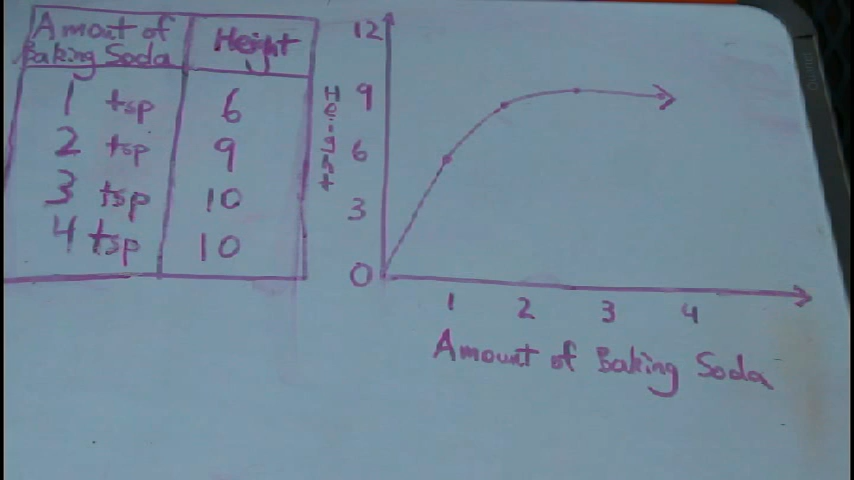 Amount of
Baking Soda
Height
1 tsp
6
2 tsp
9
3 tsp
10
4 tsp
10
Height
12
9
6
3
0
1
2
3
4
Amount of Baking Soda